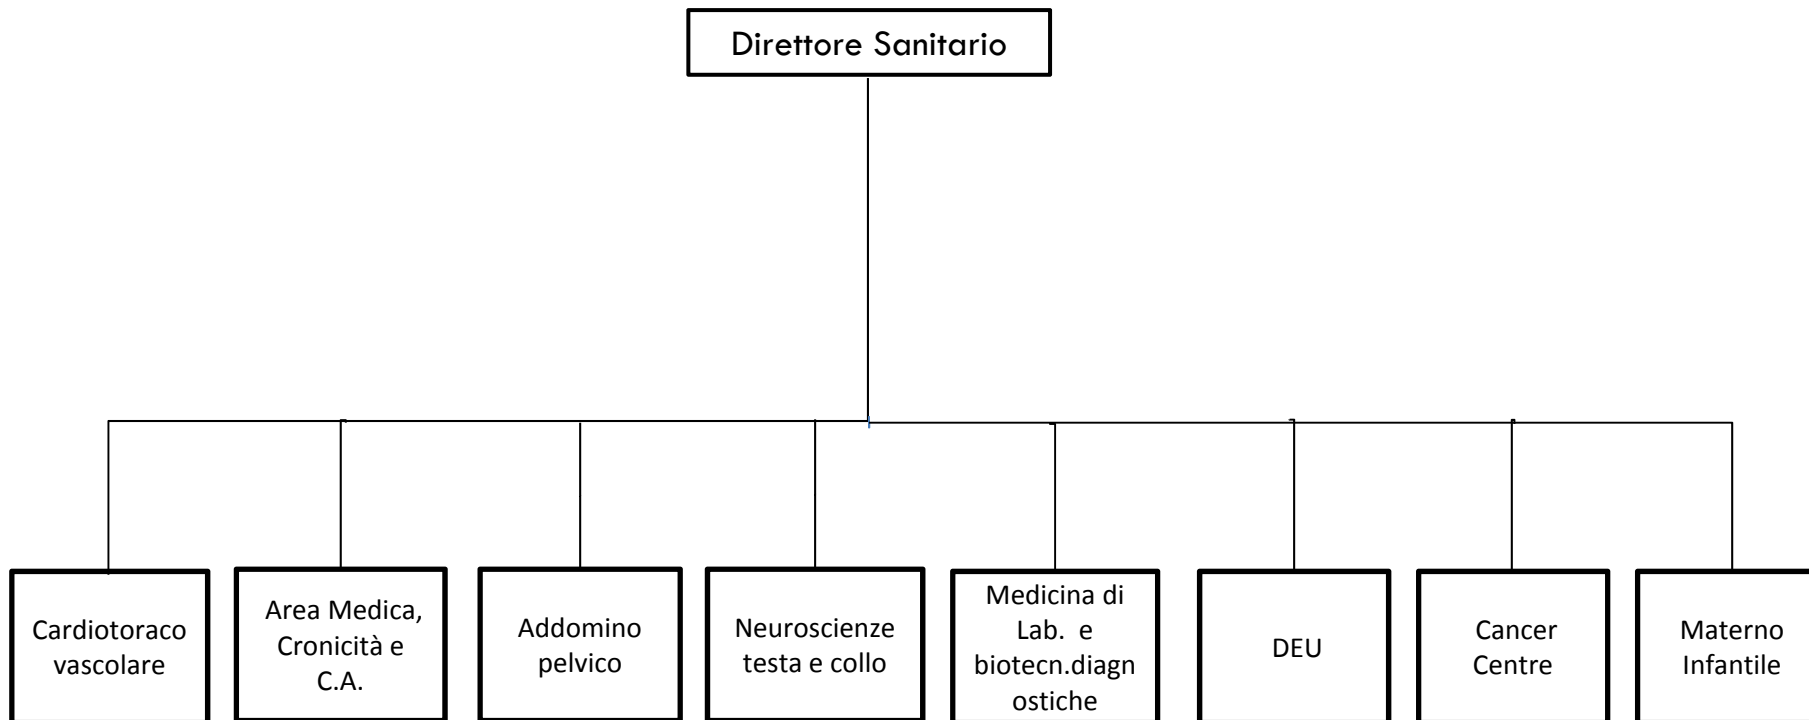 Direttore Sanitario
Cardiotoraco
vascolare
Area Medica,
Cronicità e
C.A.
Addomino
pelvico
Neuroscienze
testa e collo
Medicina di
Lab. e
biotecn.diagn
ostiche
DEU
Cancer
Centre
Materno
Infantile